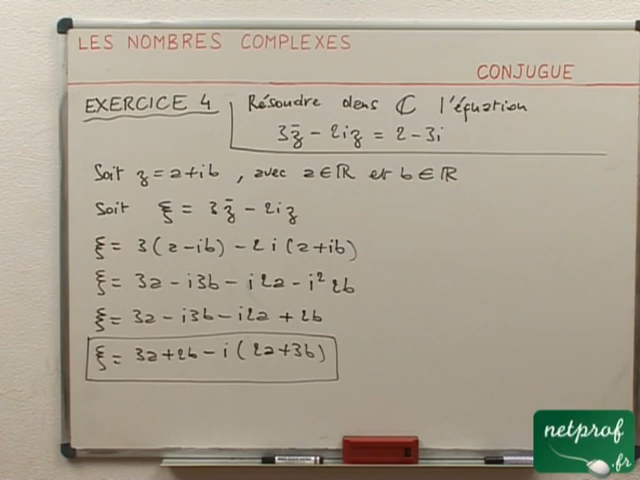 LES NOMBRES COMPLEXES
CONJUGUE
EXERCICE 4
Résoudre dans ℂ l'équation
3z̄ - 2iz = 2 - 3i
Soit z = a + ib , avec a ∈ ℝ et b ∈ ℝ
Soit ξ = 3z̄ - 2iz
ξ = 3(a - ib) - 2i(a + ib)
ξ = 3a - i3b - i2a - i²2b
ξ = 3a - i3b - i2a + 2b
ξ = 3a + 2b - i(2a + 3b)
netprof
.fr